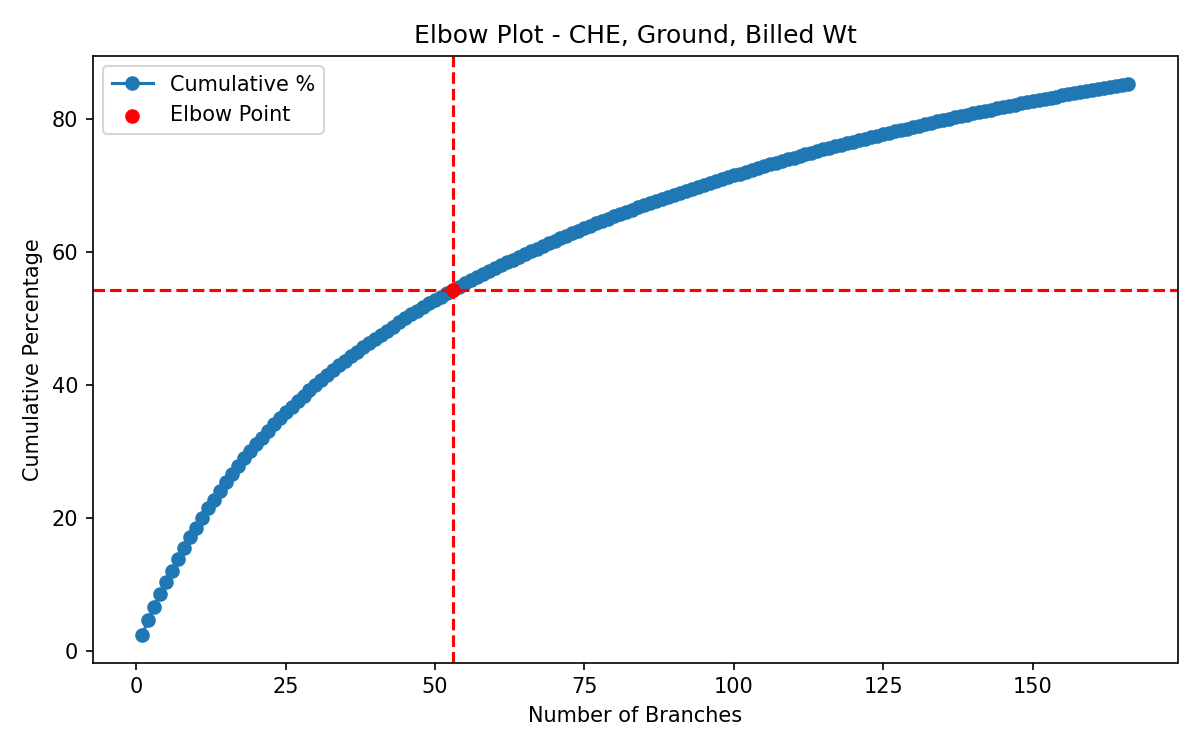 Elbow Plot - CHE, Ground, Billed Wt
Cumulative %
Elbow Point
Cumulative Percentage
80
60
40
20
0
0 25 50 75 100 125 150
Number of Branches